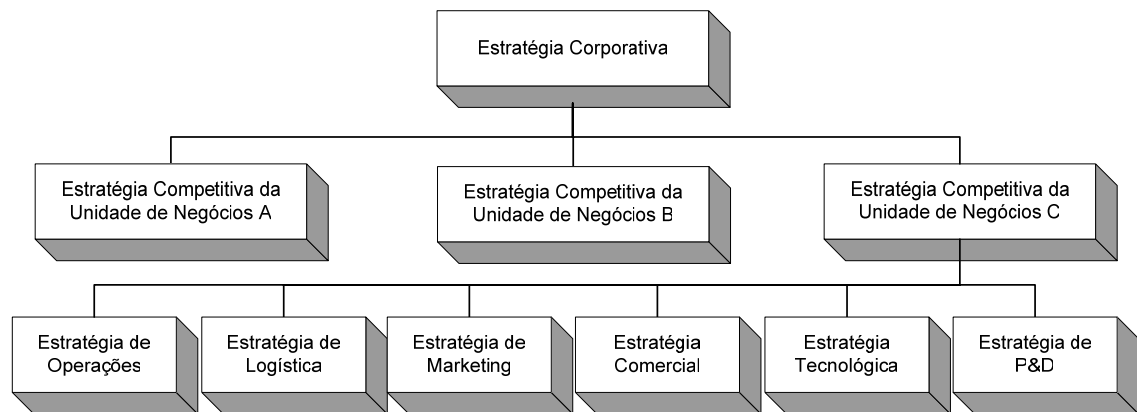 Estratégia Corporativa
Estratégia Competitiva da
Unidade de Negócios A
Estratégia Competitiva da
Unidade de Negócios B
Estratégia Competitiva da
Unidade de Negócios C
Estratégia de
Operações
Estratégia de
Logística
Estratégia de
Marketing
Estratégia
Comercial
Estratégia
Tecnológica
Estratégia de
P&D